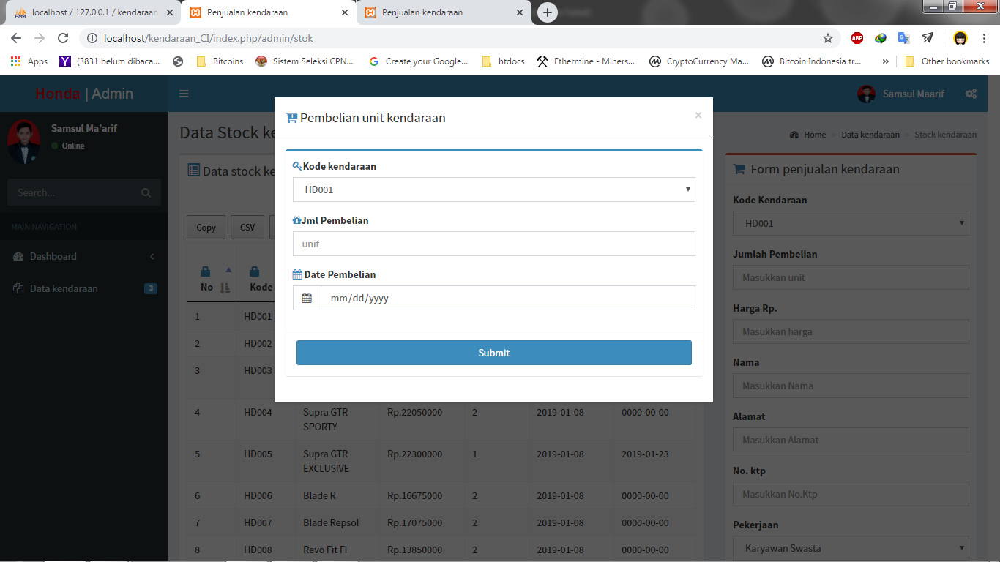 localhost / 127.0.0.1 / kendaraan
Penjualan kendaraan
Penjualan kendaraan
localhost/kendaraan_CI/index.php/admin/stok
ABP
Apps
(3831 belum dibaca...
Bitcoins
Sistem Seleksi CPN...
Create your Google...
htdocs
Ethermine - Miners...
CryptoCurrency Ma...
Bitcoin Indonesia tr...
»
Other bookmarks
Honda | Admin
Samsul Maarif
Samsul Ma'arif
Online
Search...
MAIN NAVIGATION
Dashboard
Data kendaraan 3
Data Stock ke
Home > Data kendaraan > Stock kendaraan
Data stock ke
Copy
CSV
No
Kode
1 HD001
2 HD002
3 HD003
4 HD004 Supra GTR SPORTY Rp.22050000 2 2019-01-08 0000-00-00
5 HD005 Supra GTR EXCLUSIVE Rp.22300000 1 2019-01-08 2019-01-23
6 HD006 Blade R Rp.16675000 2 2019-01-08 0000-00-00
7 HD007 Blade Repsol Rp.17075000 2 2019-01-08 0000-00-00
8 HD008 Revo Fit FI Rp.13850000 2 2019-01-08 0000-00-00
Pembelian unit kendaraan
×
Kode kendaraan
HD001
Jml Pembelian
unit
Date Pembelian
mm/dd/yyyy
Submit
Form penjualan kendaraan
Kode Kendaraan
HD001
Jumlah Pembelian
Masukkan unit
Harga Rp.
Masukkan harga
Nama
Masukkan Nama
Alamat
Masukkan Alamat
No. ktp
Masukkan No.Ktp
Pekerjaan
Karyawan Swasta